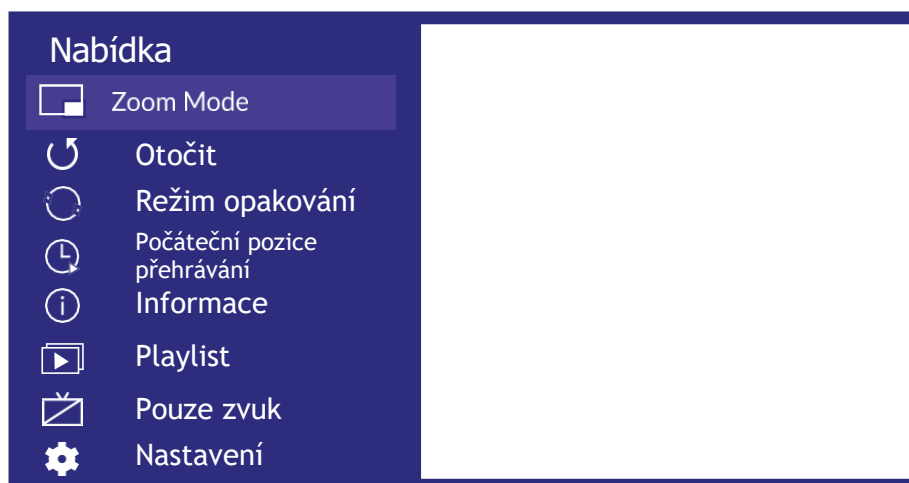 Nabídka
Zoom Mode
Otočit
Režim opakování
Počáteční pozice
přehrávání
Informace
Playlist
Pouze zvuk
Nastavení